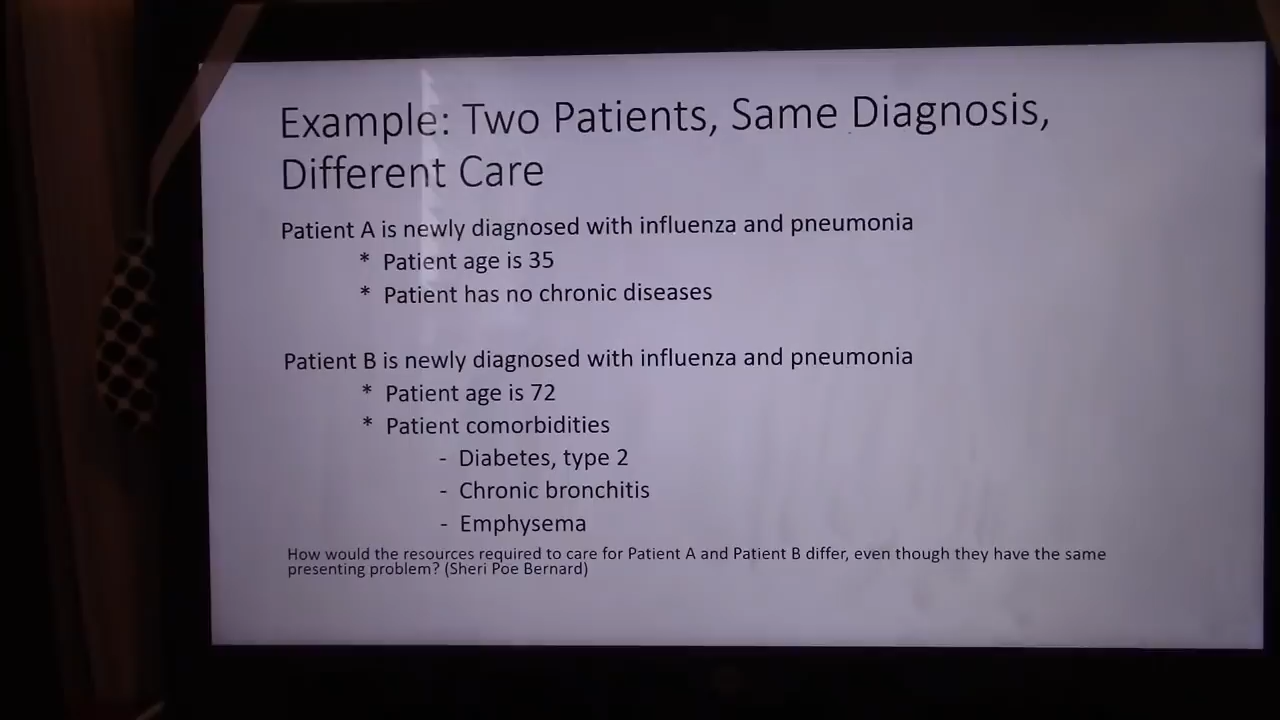 Example: Two Patients, Same Diagnosis,
Different Care
Patient A is newly diagnosed with influenza and pneumonia
* Patient age is 35
* Patient has no chronic diseases
Patient B is newly diagnosed with influenza and pneumonia
* Patient age is 72
* Patient comorbidities
- Diabetes, type 2
- Chronic bronchitis
- Emphysema
How would the resources required to care for Patient A and Patient B differ, even though they have the same
presenting problem? (Sheri Poe Bernard)